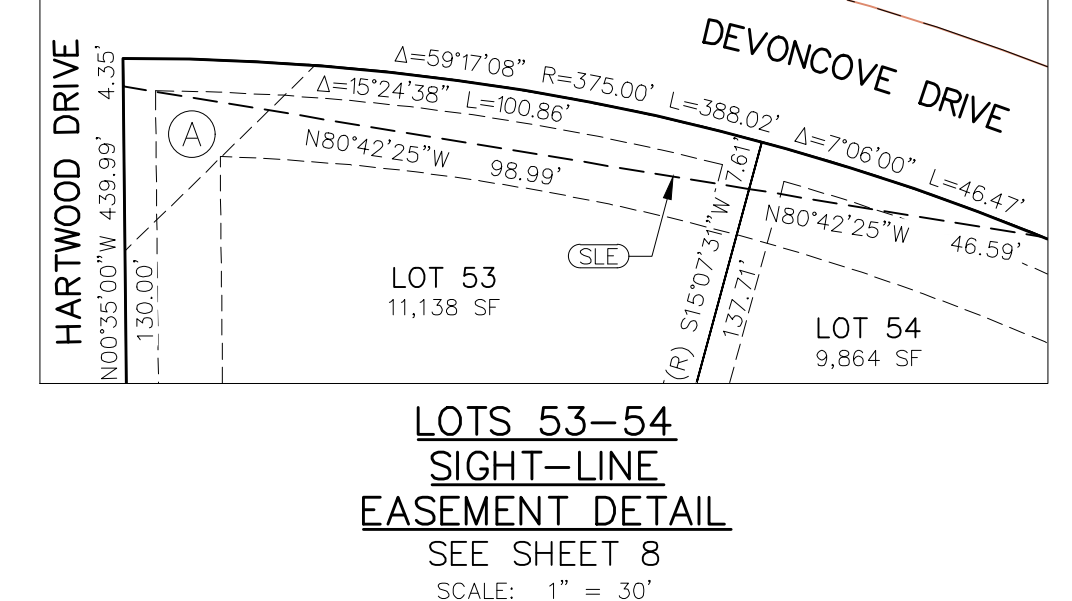 HARTWOOD DRIVE
DEVONCOVE DRIVE
4.35'
N00°35'00"W 439.99'
130.00'
A
Δ=59°17'08" R=375.00' L=388.02'
Δ=15°24'38" L=100.86'
Δ=7°06'00" L=46.47'
N80°42'25"W 98.99'
N80°42'25"W 46.59'
SLE
(R) S15°07'31"W 7.61'
137.71'
LOT 53
11,138 SF
LOT 54
9,864 SF
LOTS 53-54
SIGHT-LINE
EASEMENT DETAIL
SEE SHEET 8
SCALE: 1" = 30'